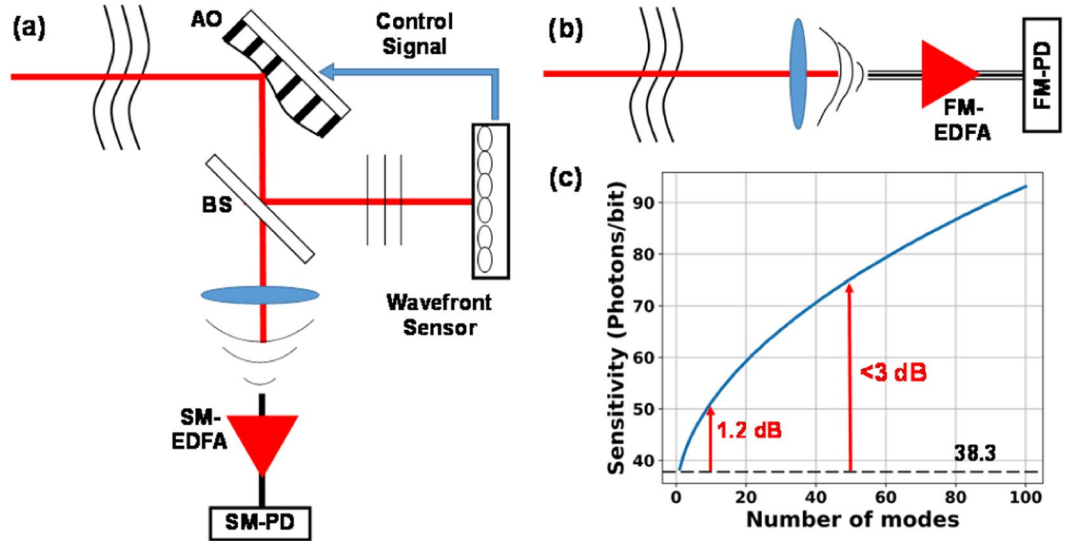 (a)
AO
Control
Signal
BS
Wavefront
Sensor
SM-
EDFA
SM-PD
(b)
FM-
EDFA
FM-PD
(c)
Sensitivity (Photons/bit)
90
80
70
60
50
40
<3 dB
1.2 dB
38.3
0 20 40 60 80 100
Number of modes